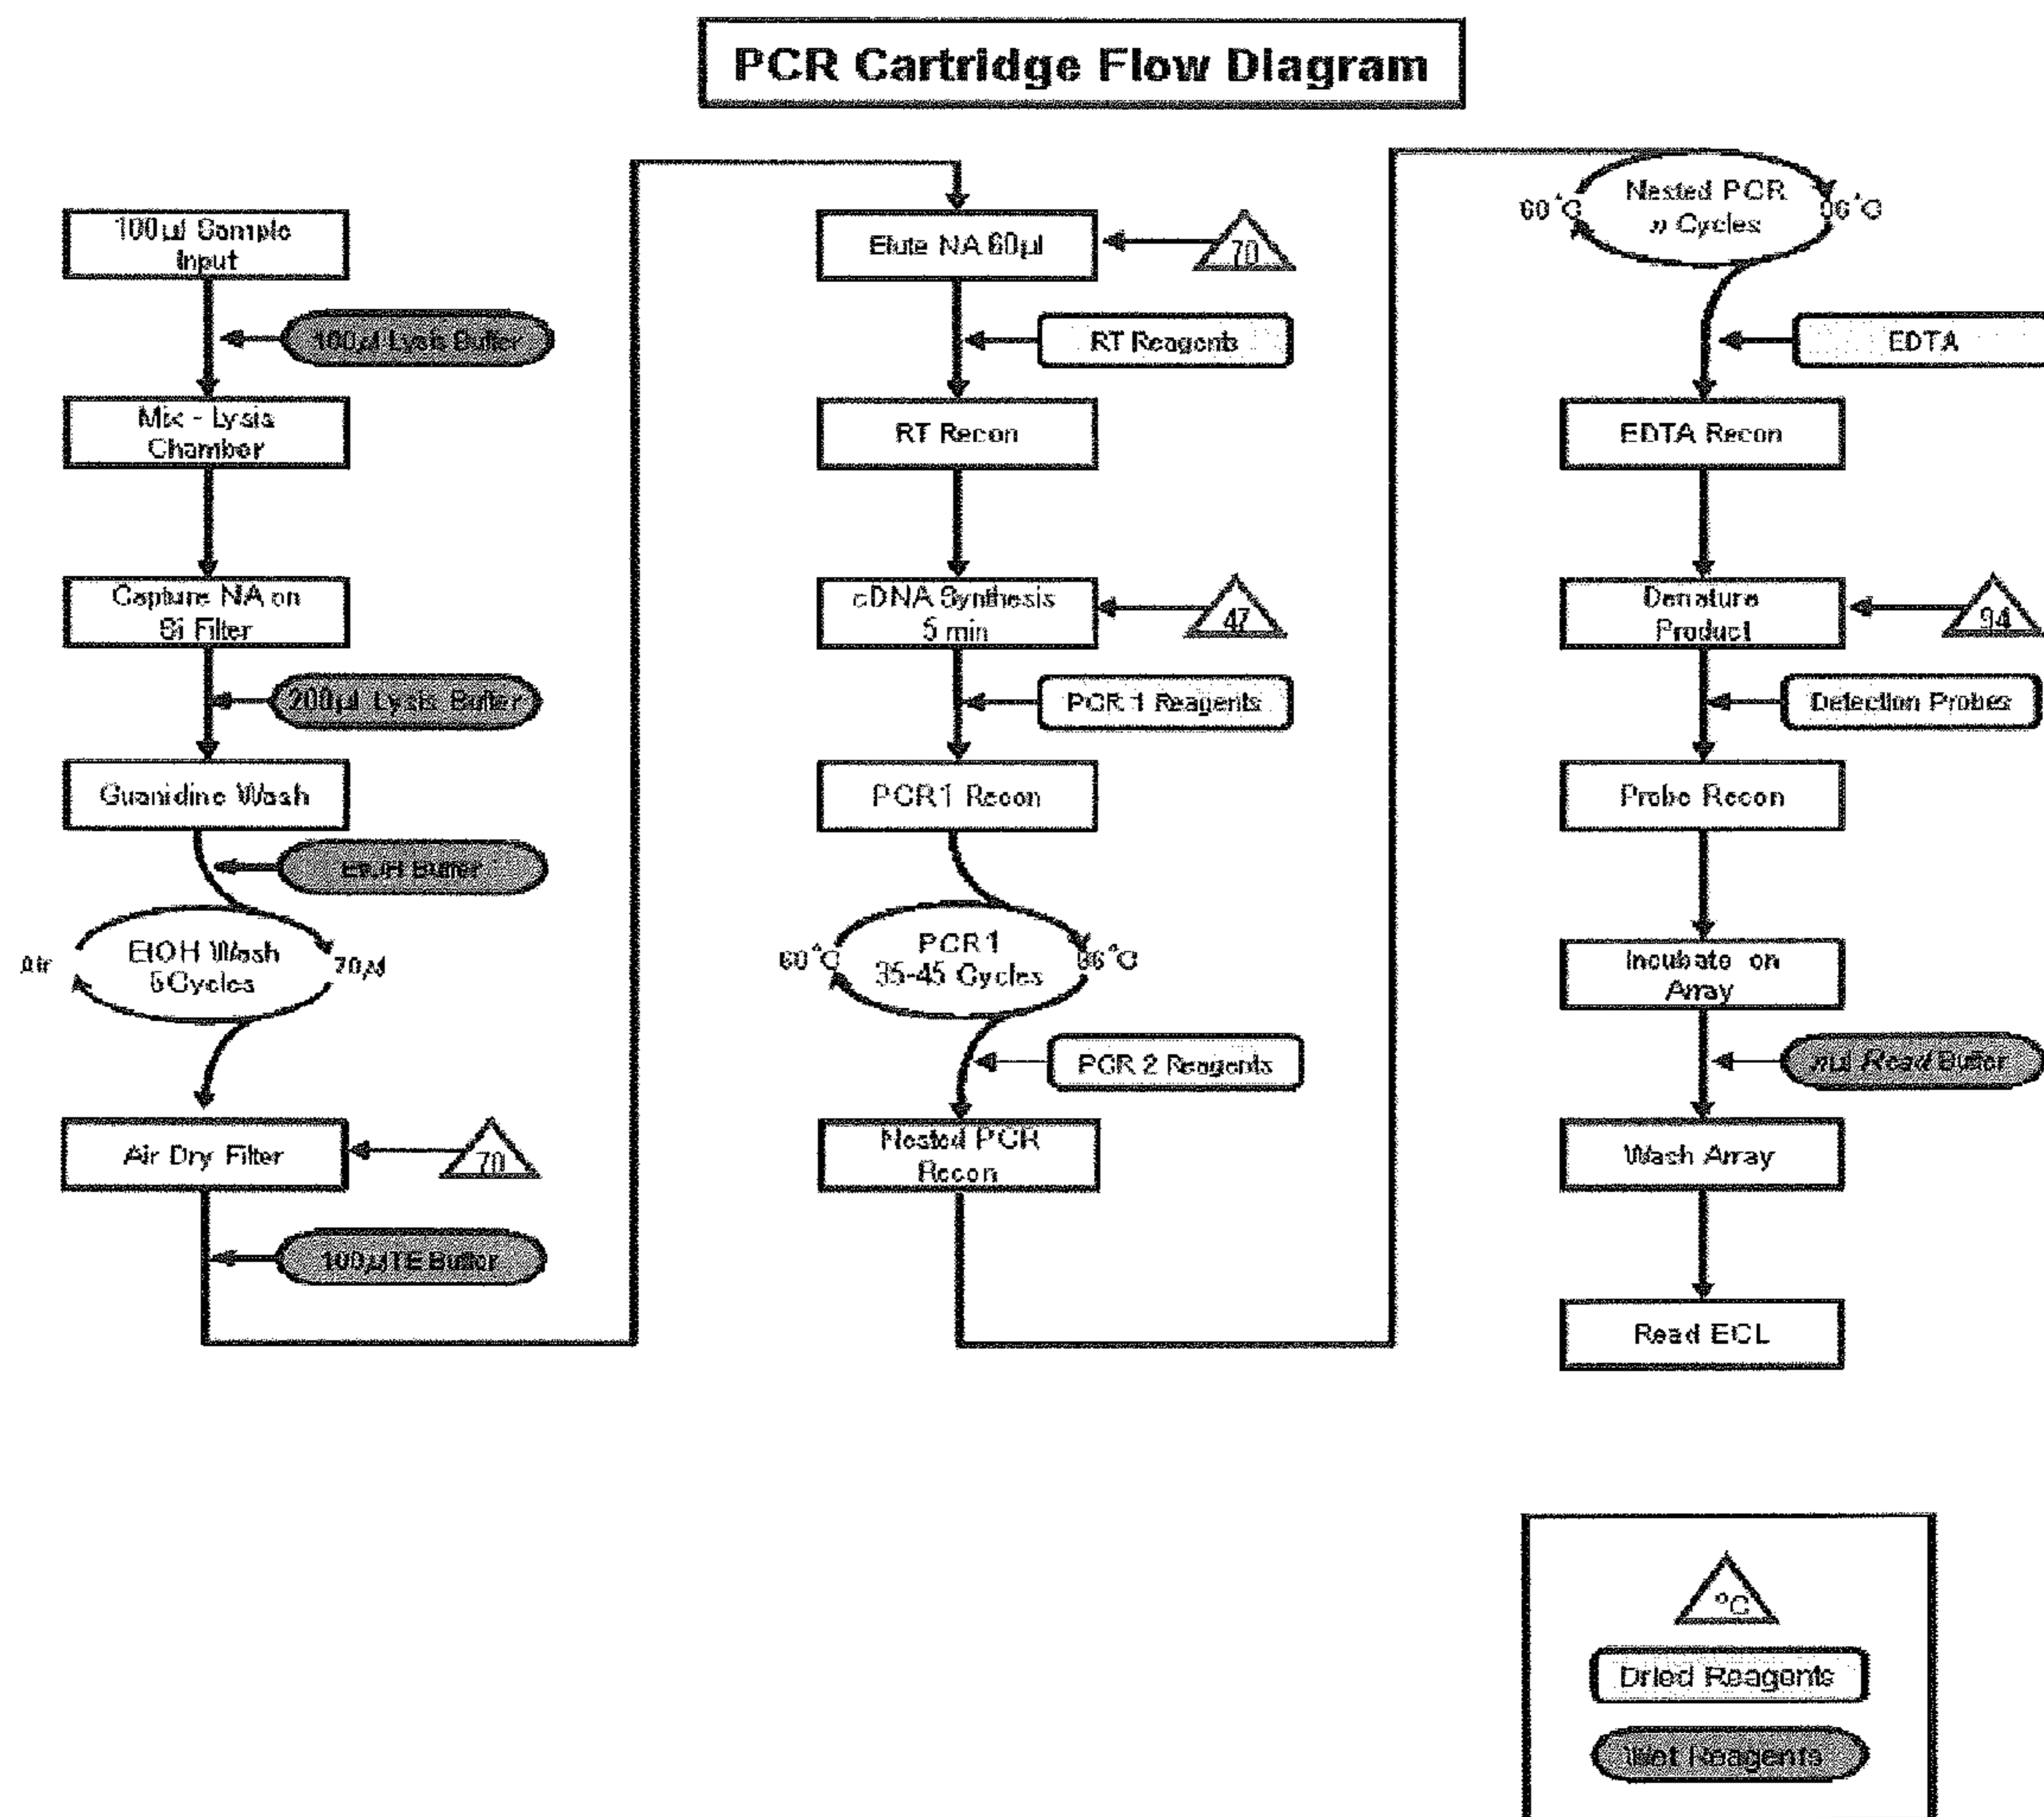 PCR Cartridge Flow Diagram
100µl Sample
Input
100µl Lysis Buffer
Mix - Lysis
Chamber
Capture NA on
Si Filter
200µl Lysis Buffer
Guanidine Wash
EtOH Buffer
Air
EtOH Wash
5 Cycles
70µl
Air Dry Filter
70
100µl TE Buffer
Elute NA 60µl
70
RT Reagents
RT Recon
cDNA Synthesis
5 min
47
PCR 1 Reagents
PCR1 Recon
60°C
PCR1
35-45 Cycles
96°C
PCR 2 Reagents
Nested PCR
Recon
60°C
Nested PCR
n Cycles
96°C
EDTA
EDTA Recon
Denature
Product
94
Detection Probes
Probe Recon
Incubate on
Array
Read Buffer
Wash Array
Read ECL
°C
Dried Reagents
Wet Reagents